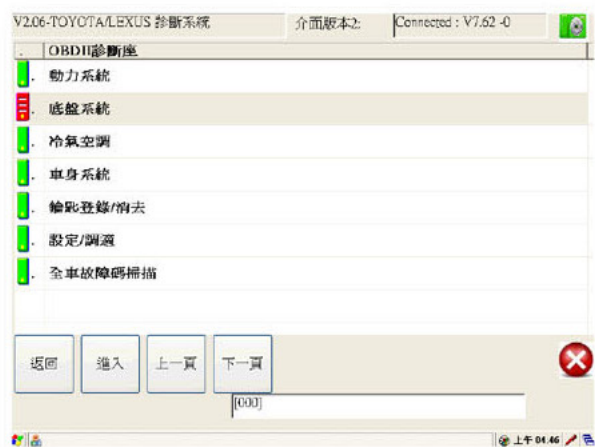 V2.06-TOYOTA/LEXUS 診斷系統 介面版本2: Connected : V7.62 -0
. OBDII診斷座
. 動力系統
. 底盤系統
. 冷氣空調
. 車身系統
. 鑰匙登錄/消去
. 設定/調適
. 全車故障碼掃描
返回 進入 上一頁 下一頁
[000]
上午 04:46